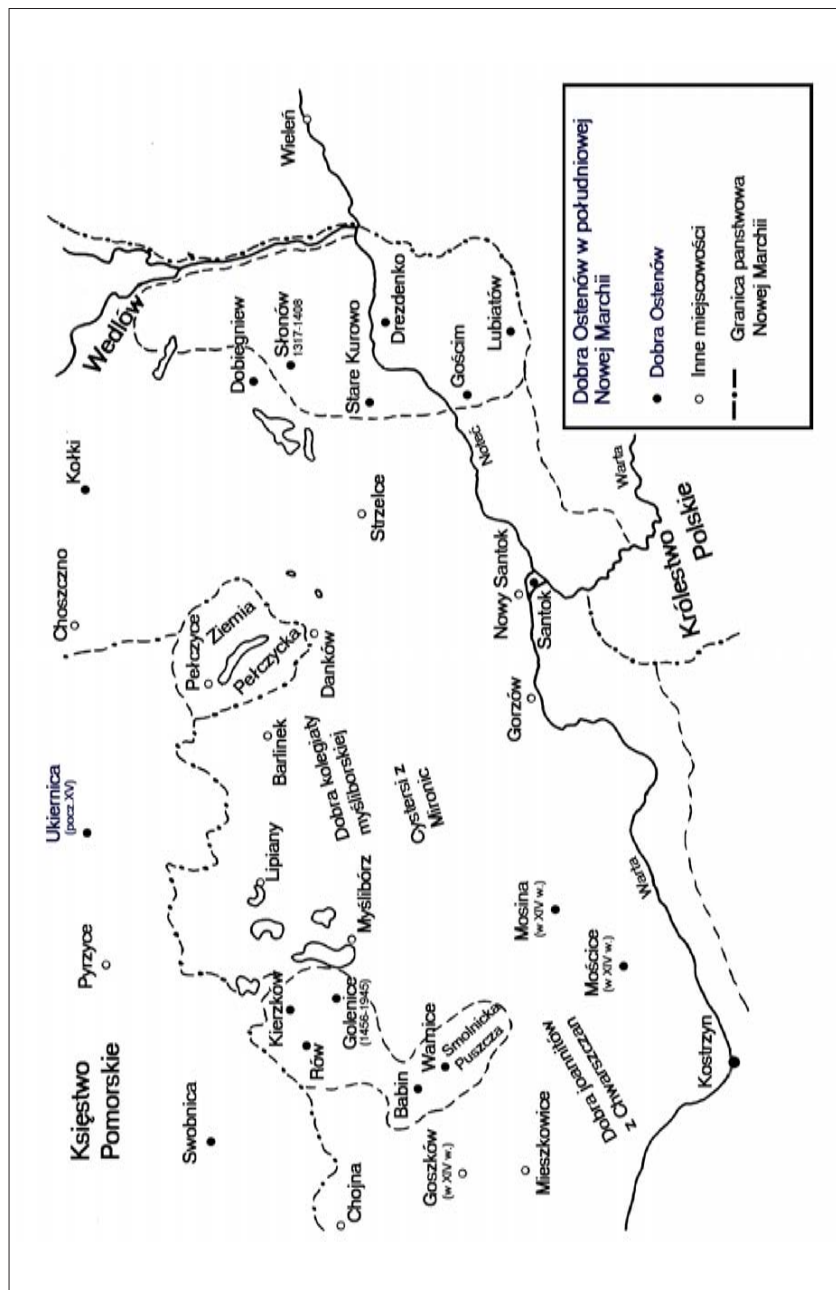 Księstwo
Pomorskie
Pyrzyce
Ukiernica
(pocz.XV)
Choszczno
Kołki
Wedlów
Swobnica
Pełczyce
Ziemia
Pełczycka
Dobiegniew
Słonów
1317-1408
Wieleń
Kierzków
Rów
Golenice
(1456-1945)
Lipiany
Myślibórz
Barlinek
Danków
Dobra kolegiaty
myśliborskiej
Cystersi z
Mironic
Strzelce
Stare Kurowo
Drezdenko
Gościm
Lubiatów
Noteć
Chojna
Babin
Warnice
Smolnicka
Puszcza
Goszków
(w XIV w.)
Mieszkowice
Mosina
(w XIV w.)
Mościce
(w XIV w.)
Dobra joannitów
z Chwarszczan
Kostrzyn
Warta
Gorzów
Nowy Santok
Santok
Warta
Królestwo
Polskie
Dobra Ostenów w południowej
Nowej Marchii
Dobra Ostenów
Inne miejscowości
Granica państwowa
Nowej Marchii